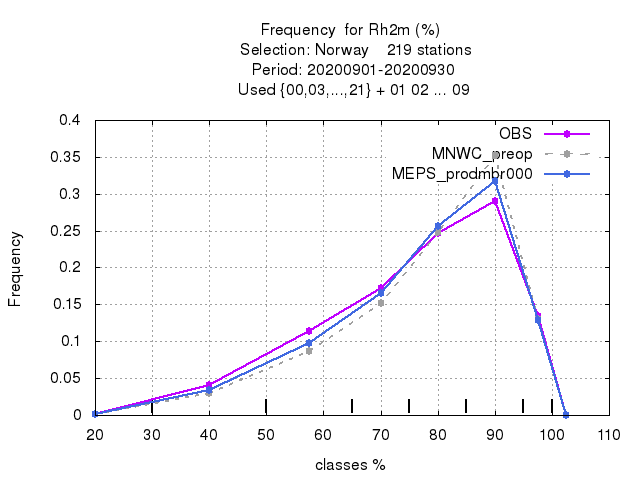 Frequency  for Rh2m (%)
Selection: Norway    219 stations
Period: 20200901-20200930
Used {00,03,...,21} + 01 02 ... 09
OBS
MNWC_preop
MEPS_prodmbr000
Frequency
0.4
0.35
0.3
0.25
0.2
0.15
0.1
0.05
0
20 30 40 50 60 70 80 90 100 110
classes %